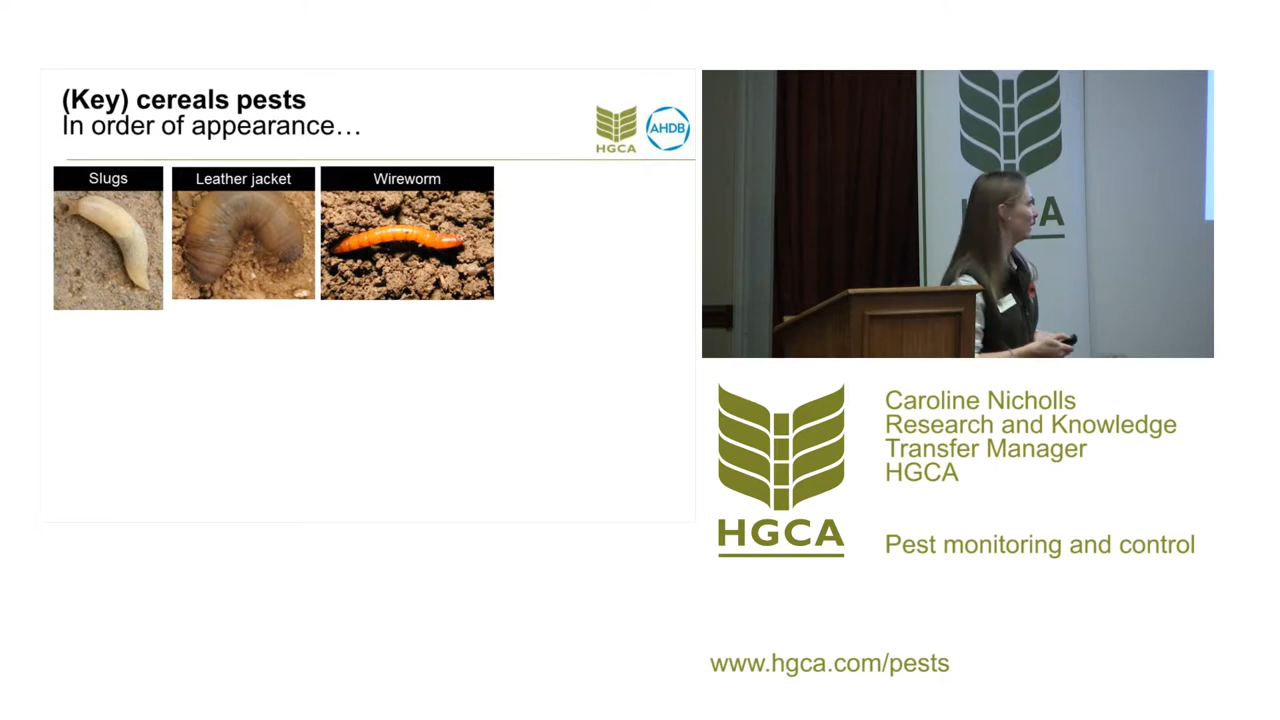 (Key) cereals pests
In order of appearance…
HGCA
AHDB
Slugs
Leather jacket
Wireworm
CA
HGCA
Caroline Nicholls
Research and Knowledge
Transfer Manager
HGCA
Pest monitoring and control
www.hgca.com/pests